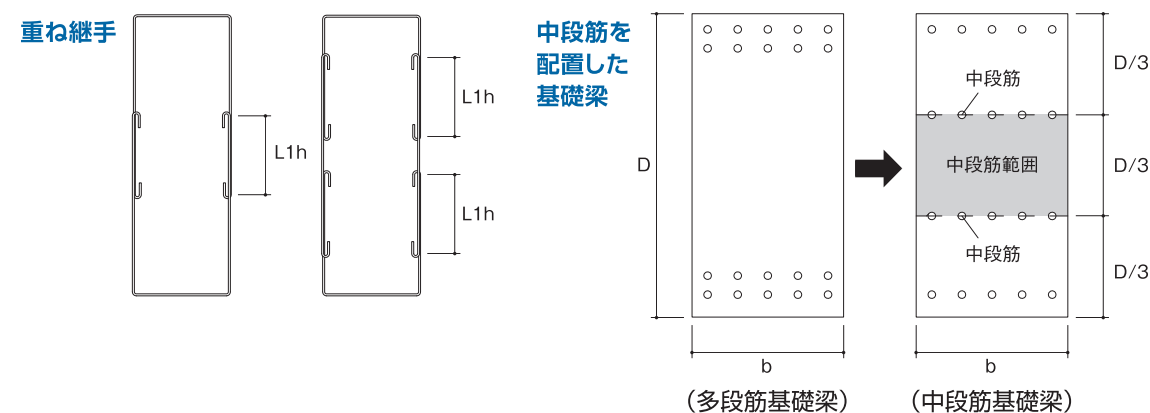 重ね継手
L1h
L1h
L1h
中段筋を
配置した
基礎梁
D
b
(多段筋基礎梁)
中段筋
中段筋範囲
中段筋
D/3
D/3
D/3
b
(中段筋基礎梁)